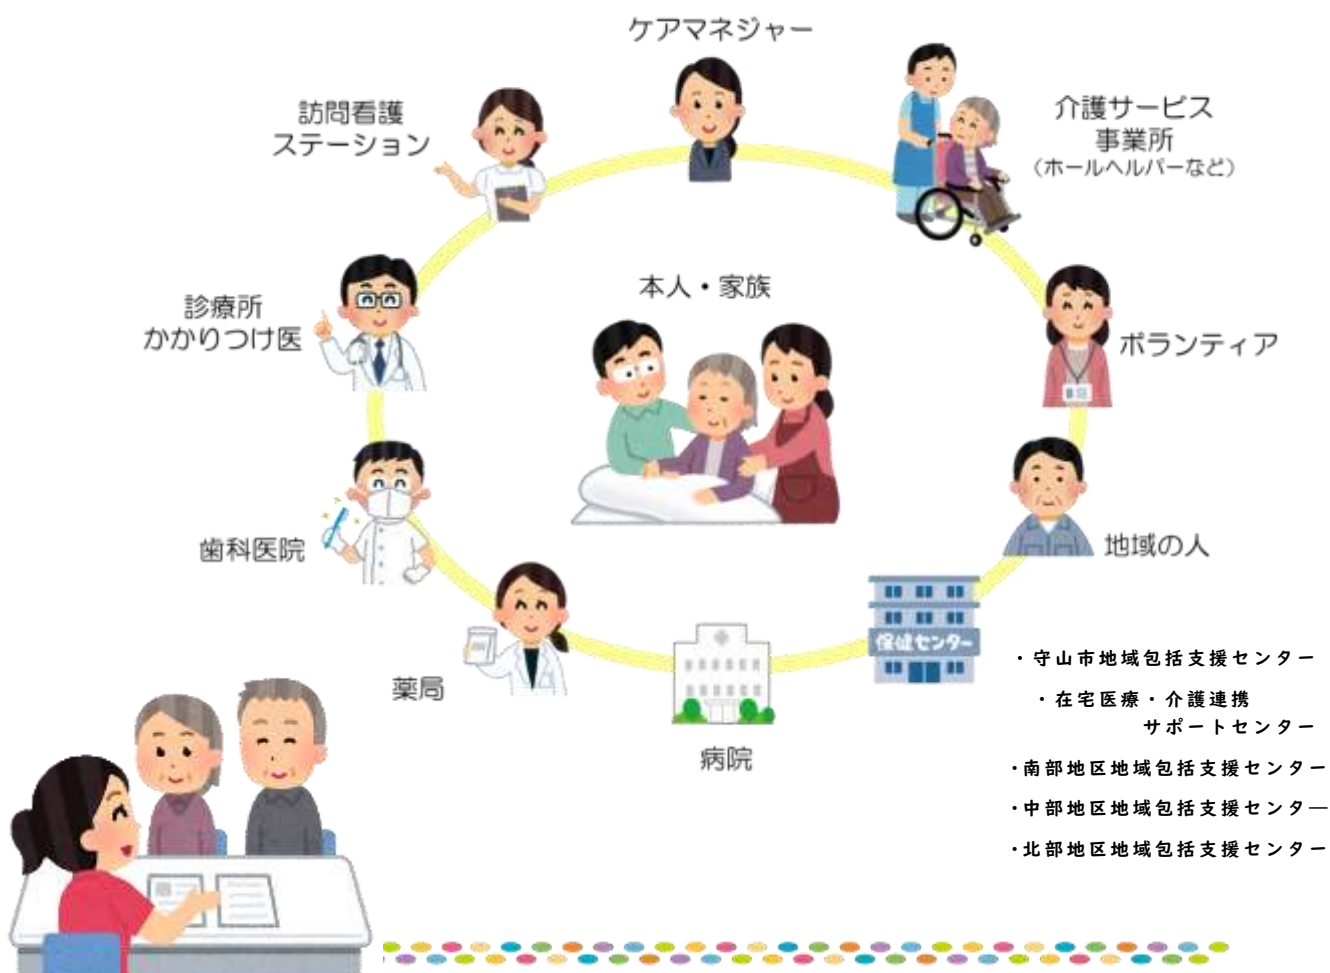 ケアマネジャー
訪問看護
ステーション
介護サービス
事業所
（ホールヘルパーなど）
診療所
かかりつけ医
本人・家族
ボランティア
歯科医院
地域の人
薬局
保健センター
病院
・守山市地域包括支援センター
・在宅医療・介護連携
サポートセンター
・南部地区地域包括支援センター
・中部地区地域包括支援センター
・北部地区地域包括支援センター